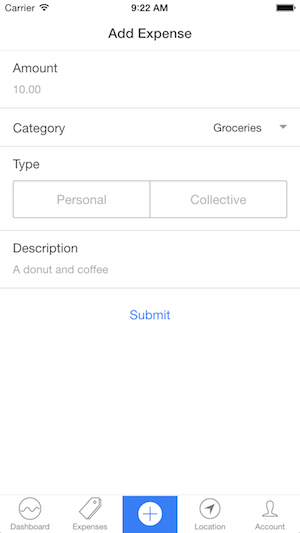 Carrier 9:22 AM
Add Expense
Amount
10.00
Category Groceries
Type
Personal Collective
Description
A donut and coffee
Submit
Dashboard Expenses Location Account